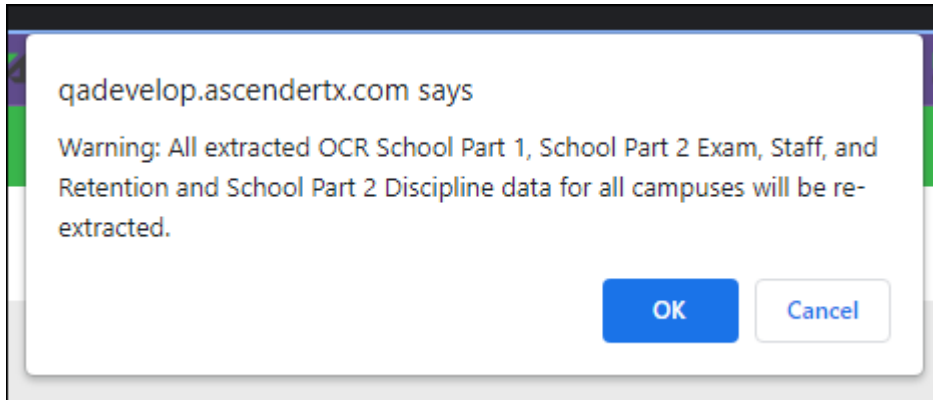 qadevelop.ascendertx.com says
Warning: All extracted OCR School Part 1, School Part 2 Exam, Staff, and
Retention and School Part 2 Discipline data for all campuses will be re-
extracted.
OK
Cancel